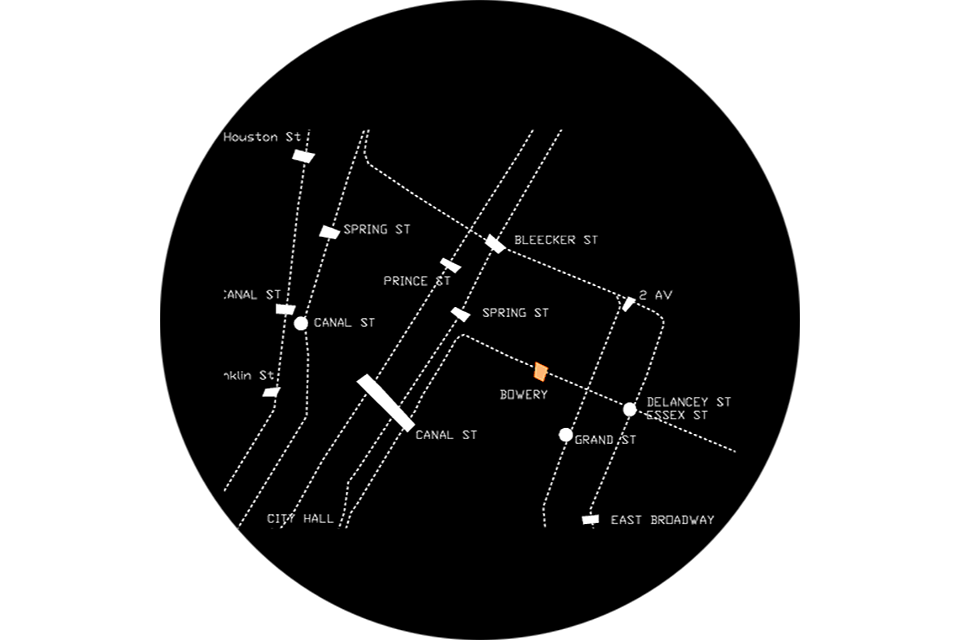 Houston St
SPRING ST
BLEECKER ST
PRINCE ST
CANAL ST
2 AV
SPRING ST
CANAL ST
nklin St
BOWERY
DELANCEY ST
ESSEX ST
CANAL ST
GRAND ST
CITY HALL
EAST BROADWAY